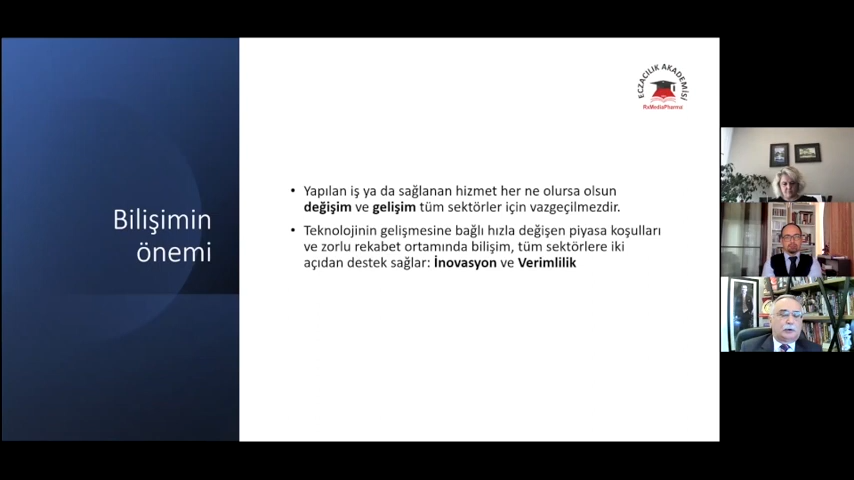 Bilişimin
önemi
ECZACILIK AKADEMİSİ
RxMediaPharma
• Yapılan iş ya da sağlanan hizmet her ne olursa olsun
değişim ve gelişim tüm sektörler için vazgeçilmezdir.
• Teknolojinin gelişmesine bağlı hızla değişen piyasa koşulları
ve zorlu rekabet ortamında bilişim, tüm sektörlere iki
açıdan destek sağlar: İnovasyon ve Verimlilik